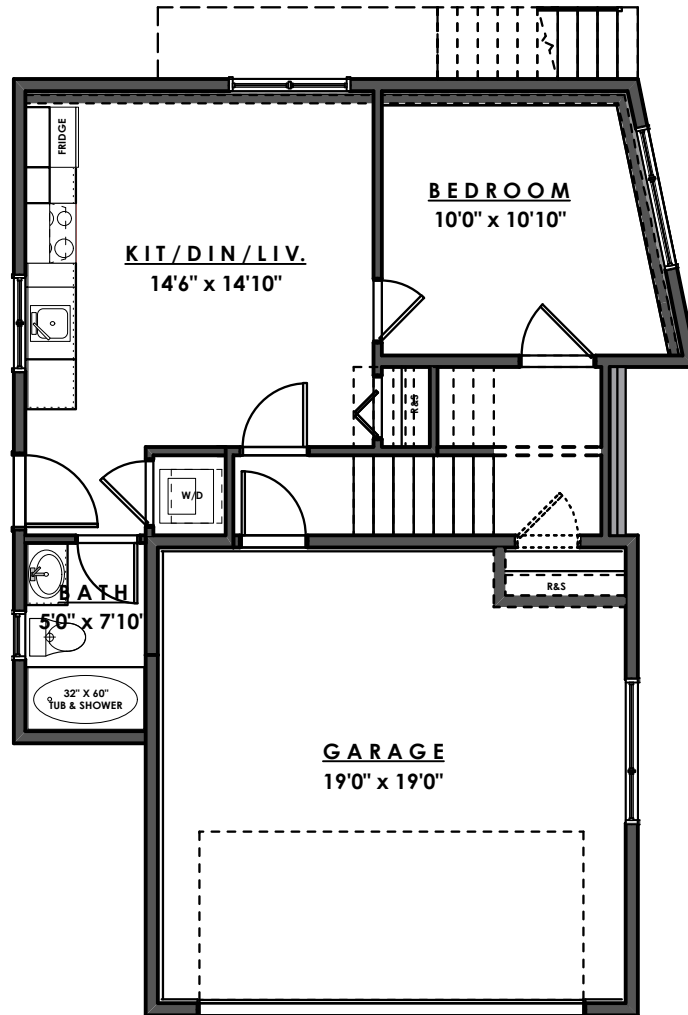 FRIDGE
BEDROOM
10'0" x 10'10"
KIT/DIN/LIV.
14'6" x 14'10"
R&S
W/D
BATH
5'0" x 7'10"
R&S
32" X 60"
TUB & SHOWER
GARAGE
19'0" x 19'0"